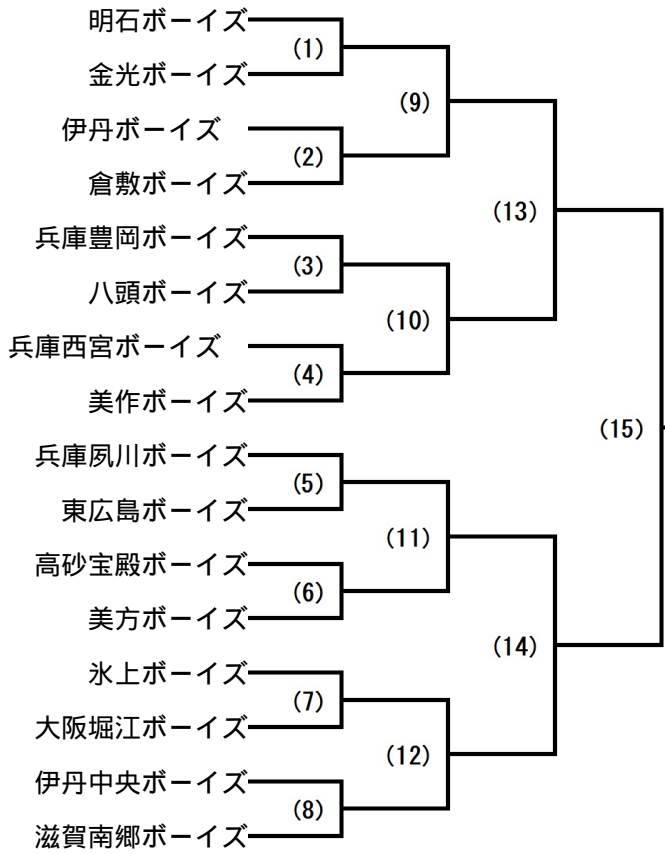 明石ボーイズ
(1)
金光ボーイズ
(9)
伊丹ボーイズ
(2)
倉敷ボーイズ
(13)
兵庫豊岡ボーイズ
(3)
八頭ボーイズ
(10)
兵庫西宮ボーイズ
(4)
美作ボーイズ
(15)
兵庫夙川ボーイズ
(5)
東広島ボーイズ
(11)
高砂宝殿ボーイズ
(6)
美方ボーイズ
(14)
氷上ボーイズ
(7)
大阪堀江ボーイズ
(12)
伊丹中央ボーイズ
(8)
滋賀南郷ボーイズ